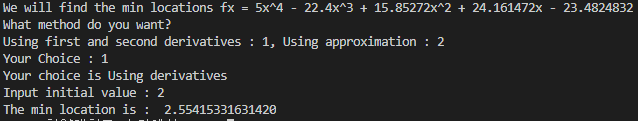 We will find the min locations fx = 5x^4 - 22.4x^3 + 15.85272x^2 + 24.161472x - 23.4824832
What method do you want?
Using first and second derivatives : 1, Using approximation : 2
Your Choice : 1
Your choice is Using derivatives
Input initial value : 2
The min location is :  2.55415331631420